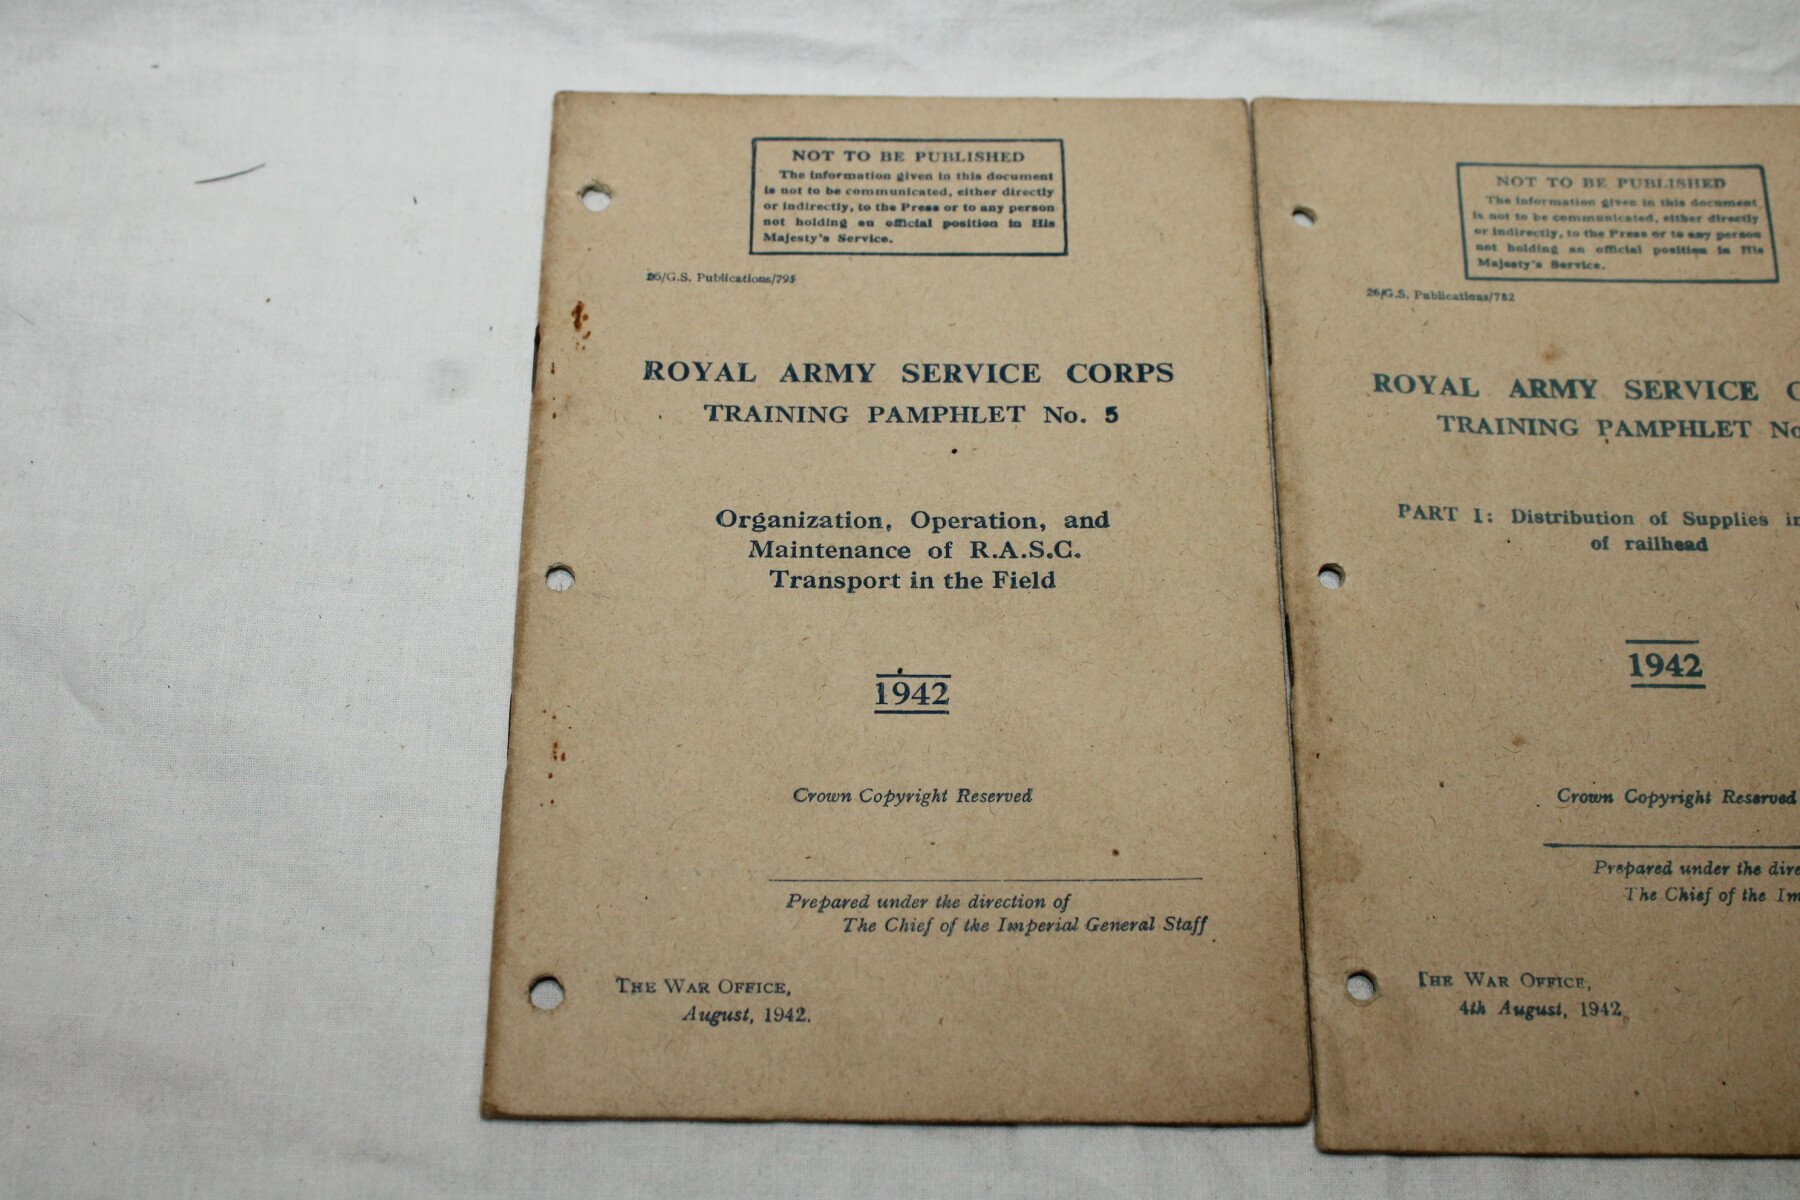 NOT TO BE PUBLISHED
The information given in this document
is not to be communicated, either directly
or indirectly, to the Press or to any person
not holding an official position in His
Majesty's Service.
26/G.S. Publications/795
ROYAL ARMY SERVICE CORPS
TRAINING PAMPHLET No. 5
Organization, Operation, and
Maintenance of R.A.S.C.
Transport in the Field
1942
Crown Copyright Reserved
Prepared under the direction of
The Chief of the Imperial General Staff
THE WAR OFFICE,
August, 1942.
NOT TO BE PUBLISHED
The information given in this document
is not to be communicated, either directly
or indirectly, to the Press or to any person
not holding an official position in His
Majesty's Service.
26/G.S. Publications/782
ROYAL ARMY SERVICE
TRAINING PAMPHLET No
PART 1: Distribution of Supplies
of railhead
1942
Crown Copyright Reserved
Prepared under the
The Chief of the
THE WAR OFFICE,
4th August, 1942